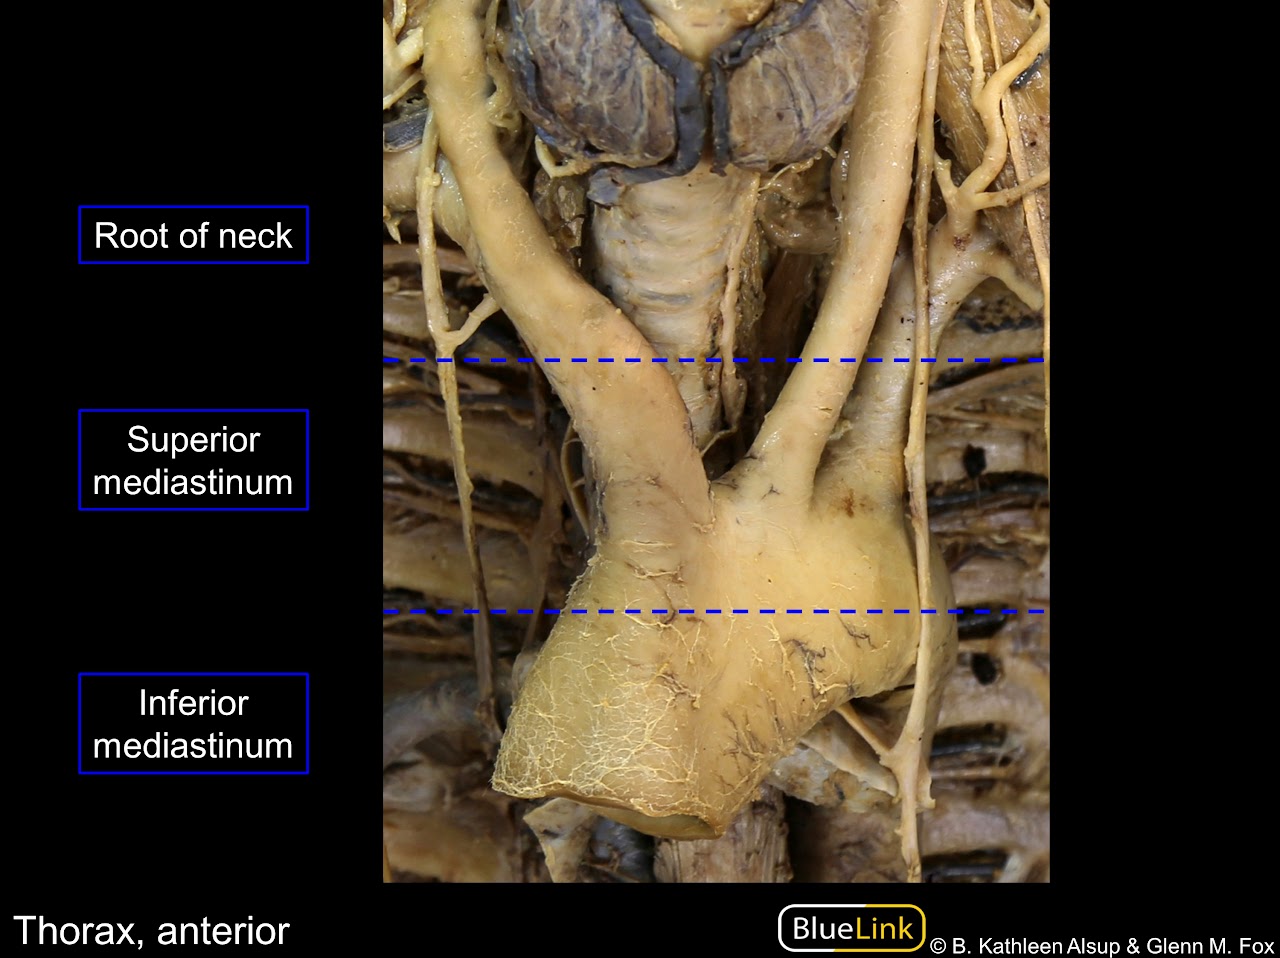 Root of neck
Superior
mediastinum
Inferior
mediastinum
Thorax, anterior
BlueLink
© B. Kathleen Alsup & Glenn M. Fox